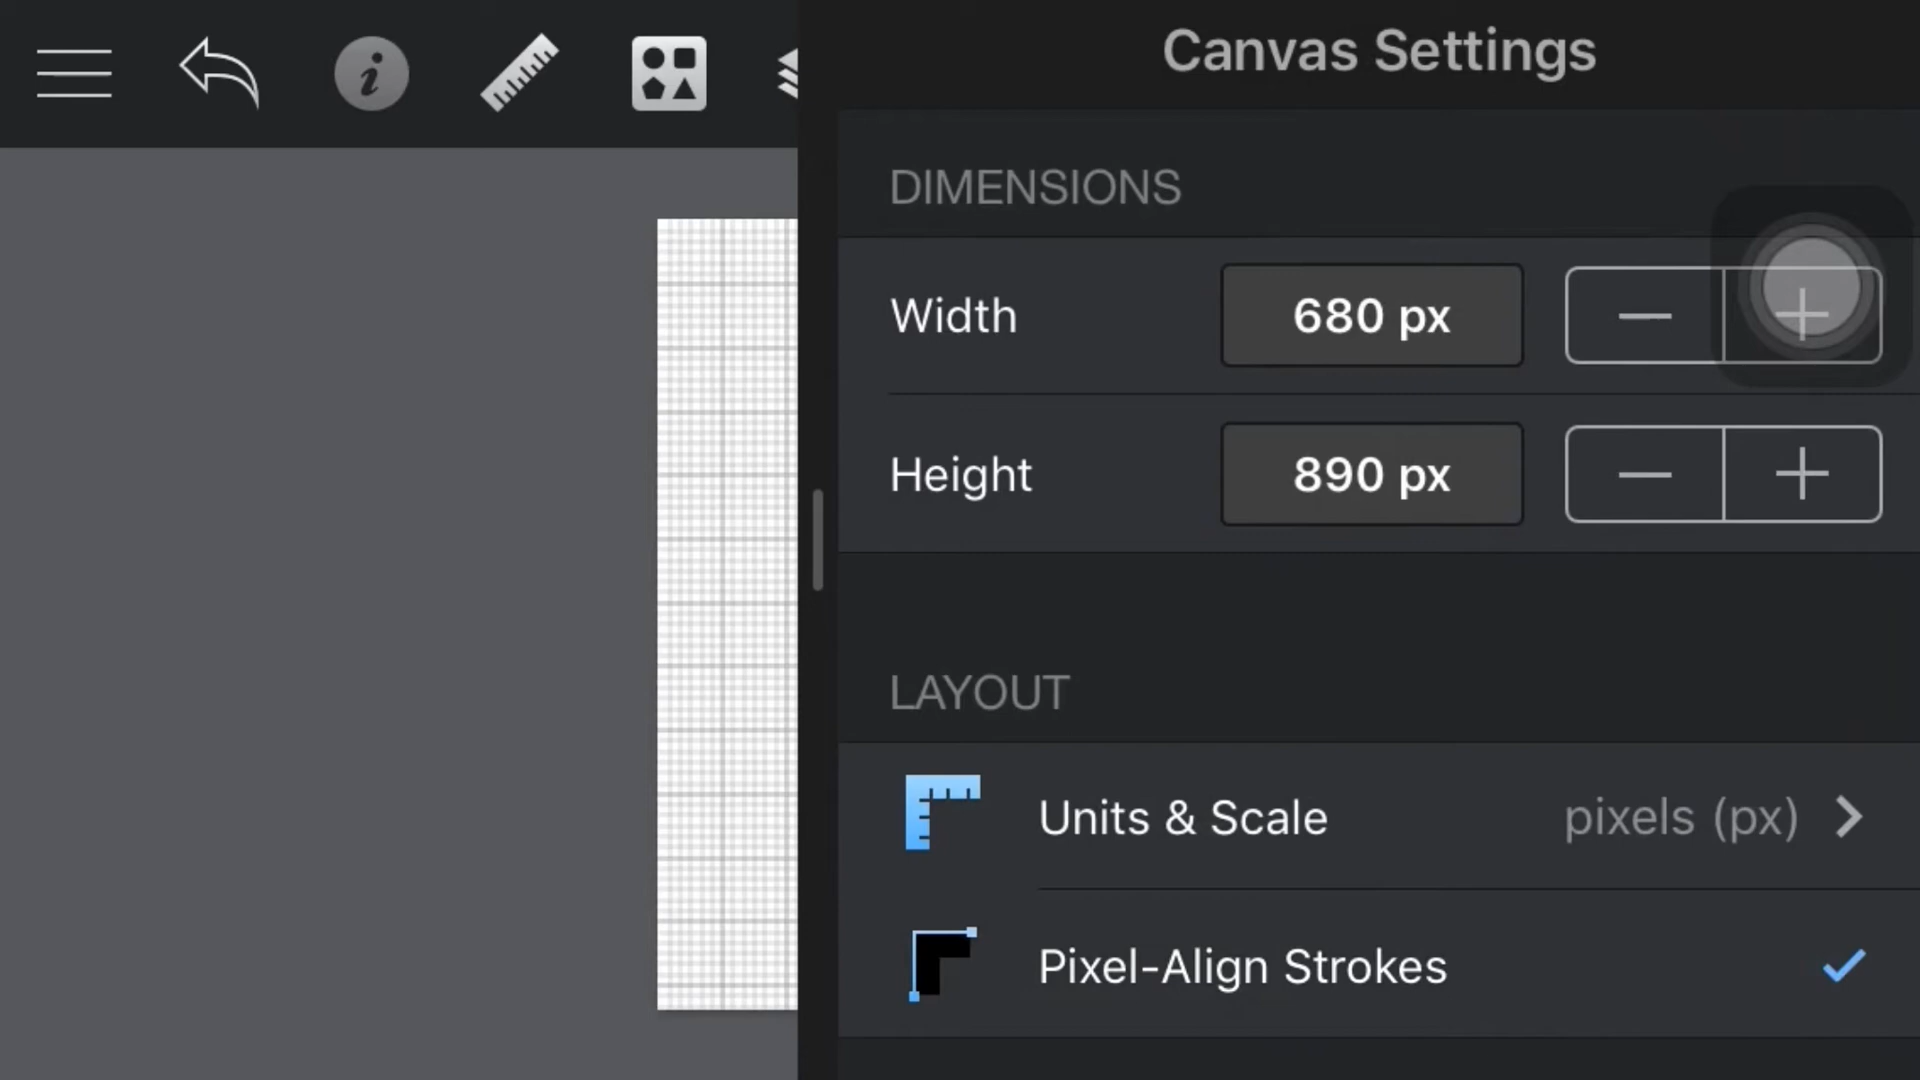 Canvas Settings
DIMENSIONS
Width 680 px
Height 890 px
LAYOUT
Units & Scale pixels (px)
Pixel-Align Strokes